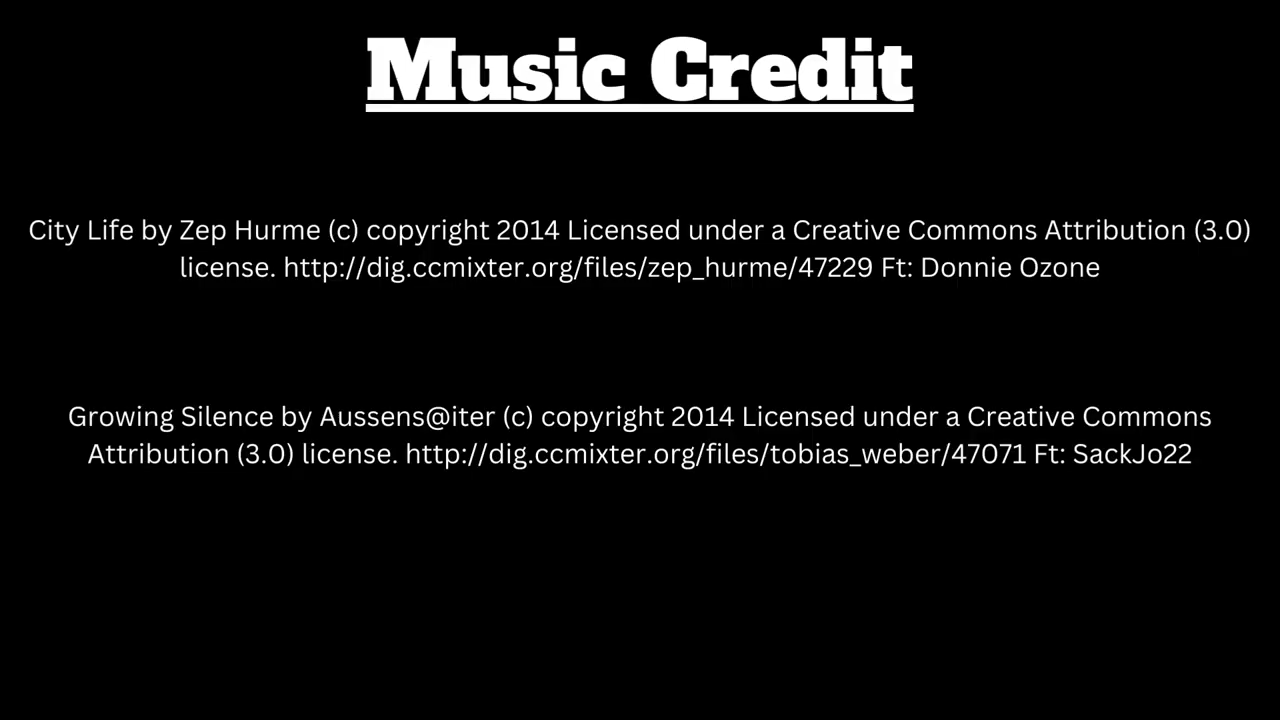 Music Credit
City Life by Zep Hurme (c) copyright 2014 Licensed under a Creative Commons Attribution (3.0)
license. http://dig.ccmixter.org/files/zep_hurme/47229 Ft: Donnie Ozone
Growing Silence by Aussens@iter (c) copyright 2014 Licensed under a Creative Commons
Attribution (3.0) license. http://dig.ccmixter.org/files/tobias_weber/47071 Ft: SackJo22